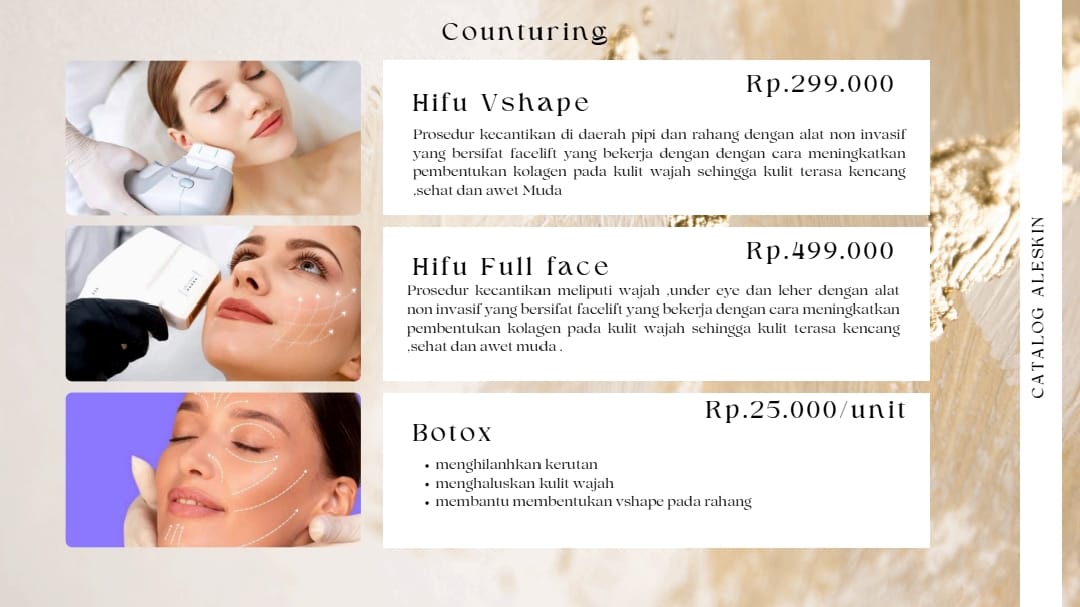 Counturing
Rp.299.000
Hifu Vshape
Prosedur kecantikan di daerah pipi dan rahang dengan alat non invasif
yang bersifat facelift yang bekerja dengan dengan cara meningkatkan
pembentukan kolagen pada kulit wajah sehingga kulit terasa kencang
,sehat dan awet Muda
Rp.499.000
Hifu Full face
Prosedur kecantikan meliputi wajah ,under eye dan leher dengan alat
non invasif yang bersifat facelift yang bekerja dengan cara meningkatkan
pembentukan kolagen pada kulit wajah sehingga kulit terasa kencang
,sehat dan awet muda .
Rp.25.000/unit
Botox
• menghilanhkan kerutan
• menghaluskan kulit wajah
• membantu membentukan vshape pada rahang
CATALOG ALESKIN